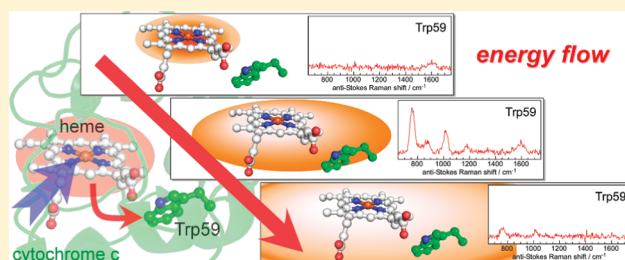 Trp59
800 1000 1200 1400 1600
anti-Stokes Raman shift / cm⁻¹
energy flow
heme
Trp59
800 1000 1200 1400 1600
anti-Stokes Raman shift / cm⁻¹
Trp59
cytochrome c
Trp59
800 1000 1200 1400 1600
anti-Stokes Raman shift / cm⁻¹